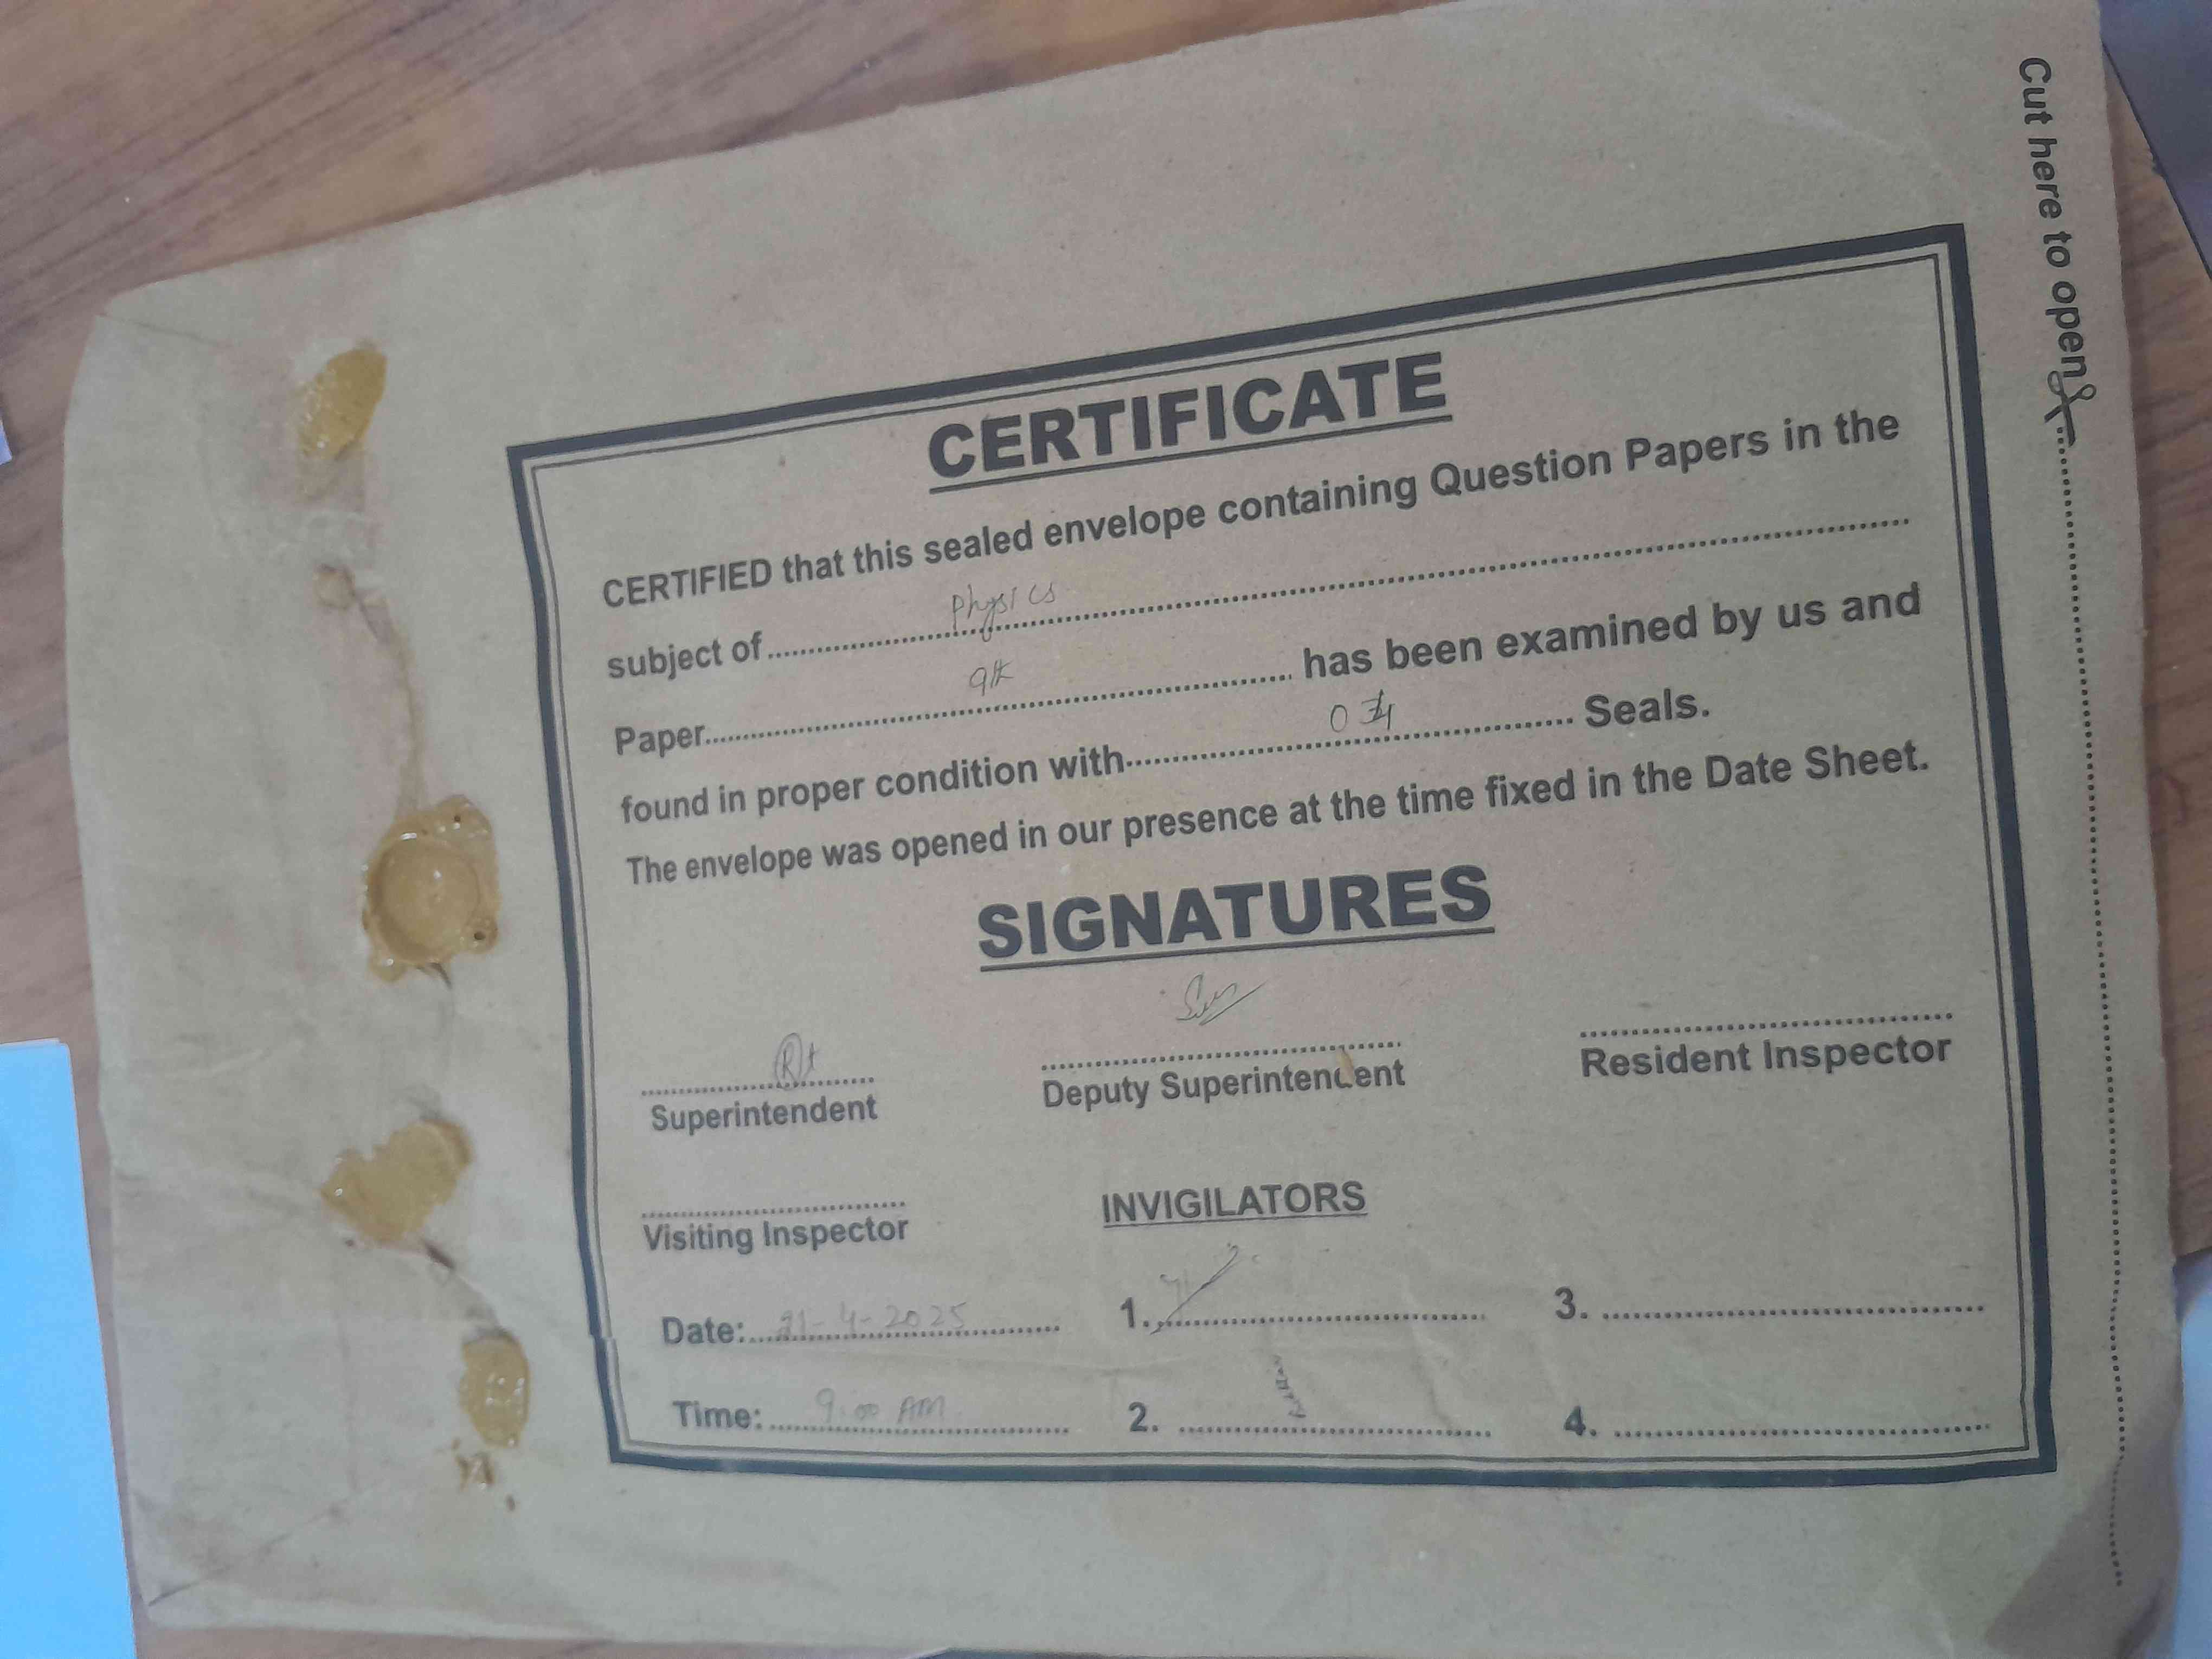 Cut here to open
CERTIFICATE
CERTIFIED that this sealed envelope containing Question Papers in the
subject of Physics
Paper 9th has been examined by us and
found in proper condition with 04 Seals.
The envelope was opened in our presence at the time fixed in the Date Sheet.
SIGNATURES
Superintendent
Deputy Superintendent
Resident Inspector
Visiting Inspector
INVIGILATORS
Date: 21-4-2025 1. 3.
Time: 9:00 AM 2. 4.